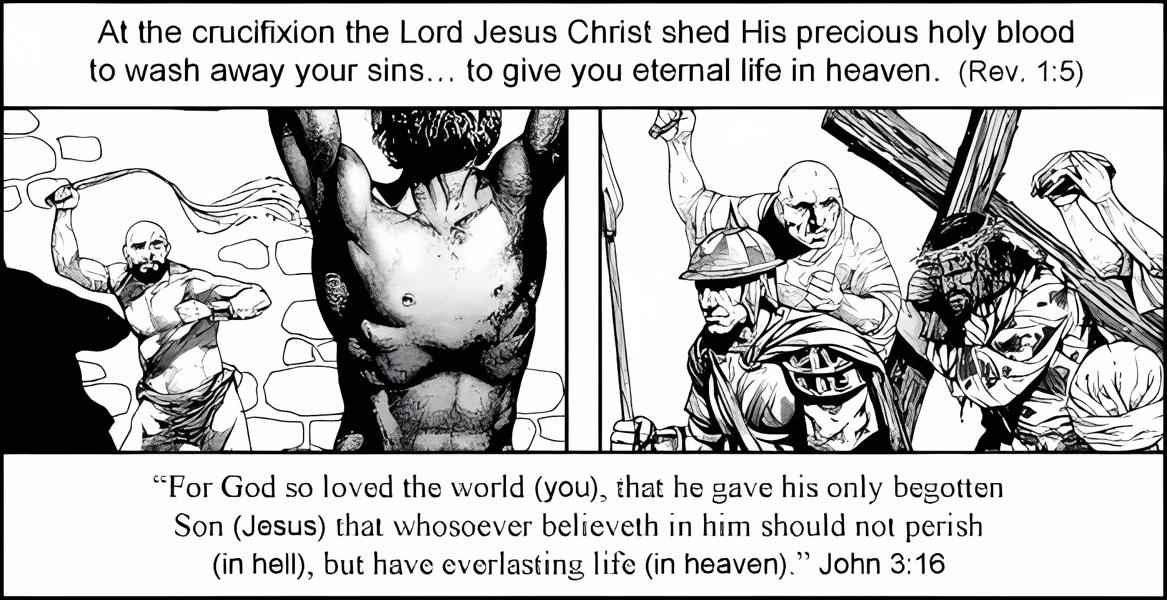 At the crucifixion the Lord Jesus Christ shed His precious holy blood
to wash away your sins... to give you eternal life in heaven. (Rev. 1:5)
“For God so loved the world (you), that he gave his only begotten
Son (Jesus) that whosoever believeth in him should not perish
(in hell), but have everlasting life (in heaven).” John 3:16